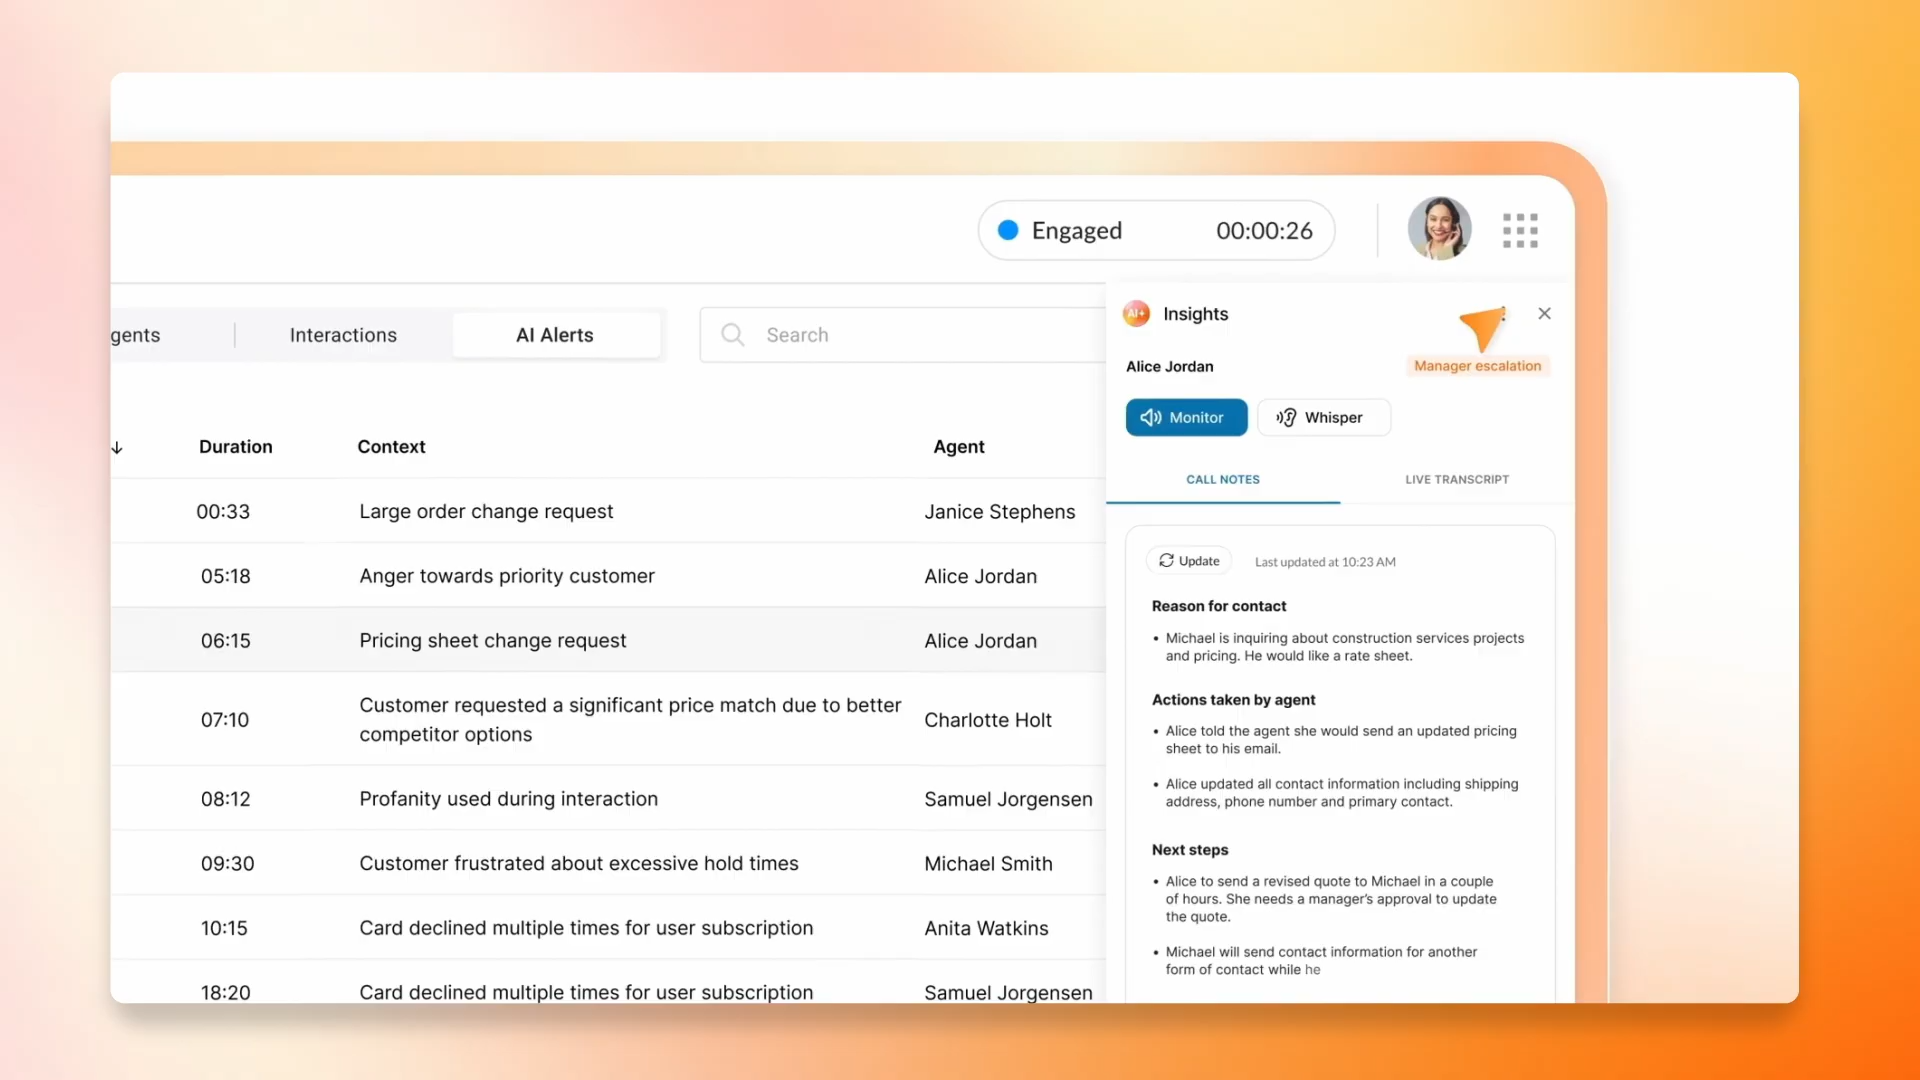 Engaged 00:00:26
gents
Interactions
AI Alerts
Search
Duration Context Agent
00:33 Large order change request Janice Stephens
05:18 Anger towards priority customer Alice Jordan
06:15 Pricing sheet change request Alice Jordan
07:10 Customer requested a significant price match due to better Charlotte Holt
competitor options
08:12 Profanity used during interaction Samuel Jorgensen
09:30 Customer frustrated about excessive hold times Michael Smith
10:15 Card declined multiple times for user subscription Anita Watkins
18:20 Card declined multiple times for user subscription Samuel Jorgensen
AI+ Insights
Alice Jordan
Manager escalation
Monitor
Whisper
CALL NOTES
LIVE TRANSCRIPT
Update
Last updated at 10:23 AM
Reason for contact
• Michael is inquiring about construction services projects
and pricing. He would like a rate sheet.
Actions taken by agent
• Alice told the agent she would send an updated pricing
sheet to his email.
• Alice updated all contact information including shipping
address, phone number and primary contact.
Next steps
• Alice to send a revised quote to Michael in a couple
of hours. She needs a manager’s approval to update
the quote.
• Michael will send contact information for another
form of contact while he